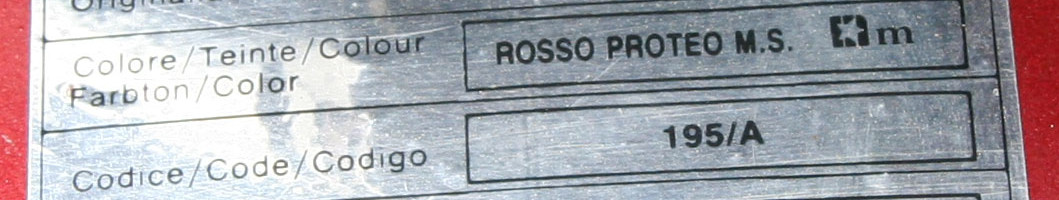 Colore/Teinte/Colour
Farbton/Color
ROSSO PROTEO M.S. m
Codice/Code/Codigo
195/A